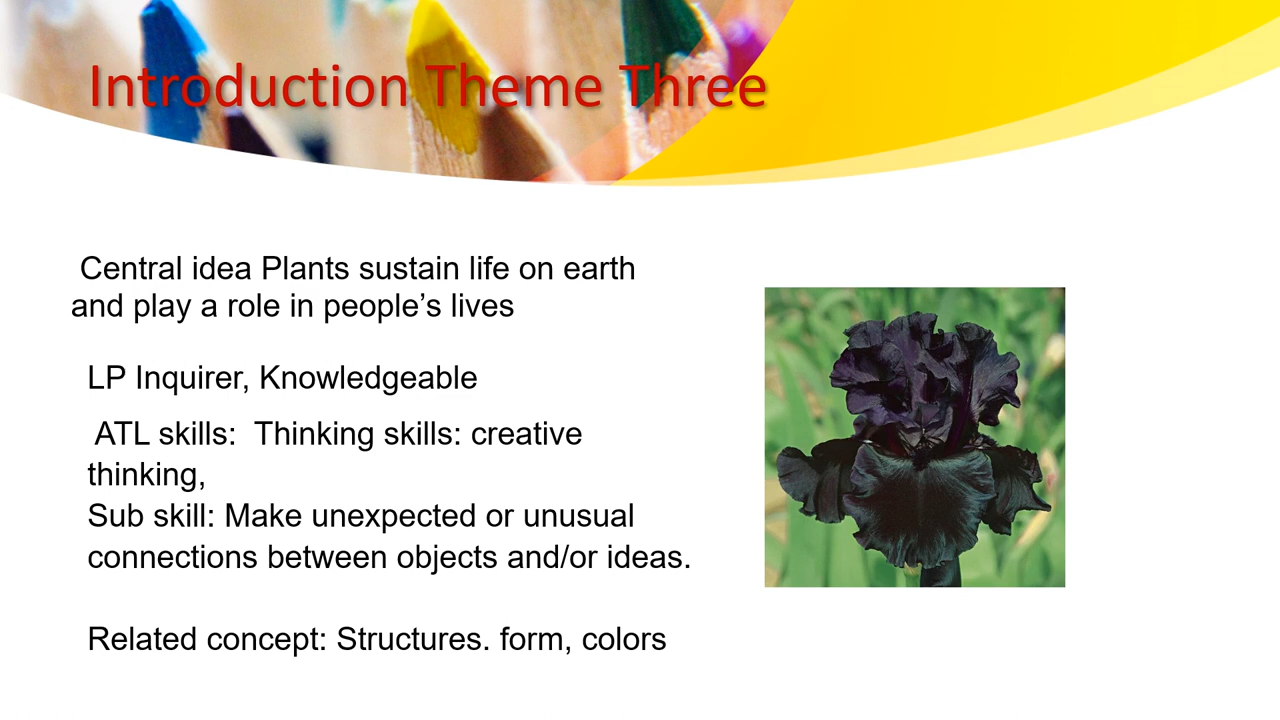 Introduction Theme Three
Central idea Plants sustain life on earth
and play a role in people’s lives
LP Inquirer, Knowledgeable
ATL skills:  Thinking skills: creative
thinking,
Sub skill: Make unexpected or unusual
connections between objects and/or ideas.
Related concept: Structures. form, colors